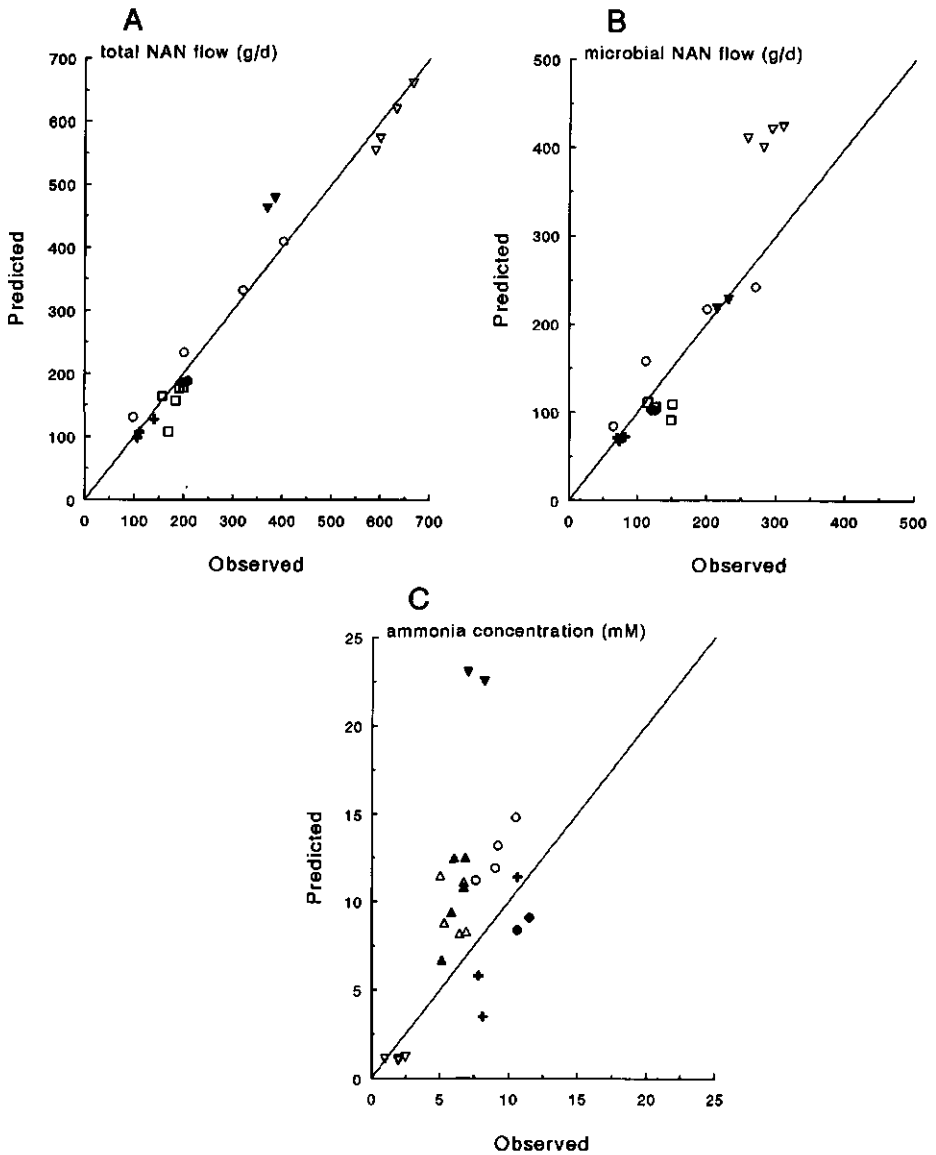 A
total NAN flow (g/d)
700
600
500
400
300
200
100
0
Predicted
0 100 200 300 400 500 600 700
Observed
B
microbial NAN flow (g/d)
500
400
300
200
100
0
Predicted
0 100 200 300 400 500
Observed
C
ammonia concentration (mM)
25
20
15
10
5
0
Predicted
0 5 10 15 20 25
Observed